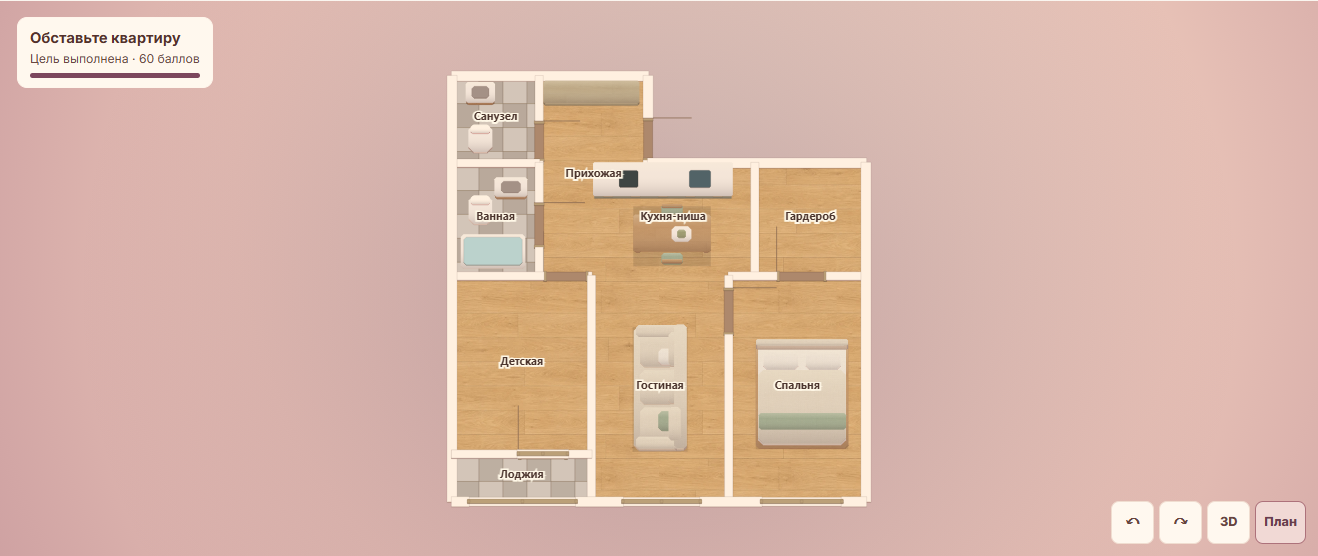 Обставьте квартиру
Цель выполнена · 60 баллов
Санузел
Прихожая
Ванная
Кухня-ниша
Гардероб
Детская
Гостиная
Спальня
Лоджия
3D
План